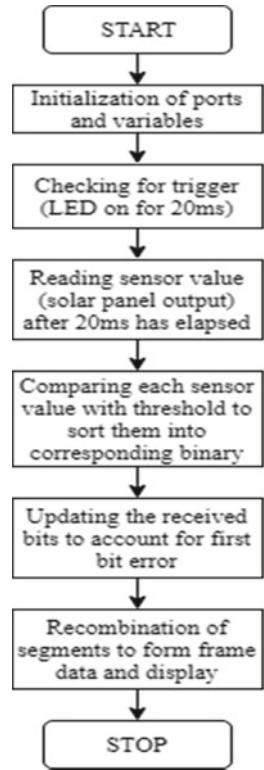 START
Initialization of ports
and variables
Checking for trigger
(LED on for 20ms)
Reading sensor value
(solar panel output)
after 20ms has elapsed
Comparing each sensor
value with threshold to
sort them into
corresponding binary
Updating the received
bits to account for first
bit error
Recombination of
segments to form frame
data and display
STOP